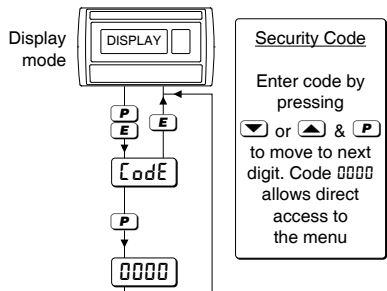 Display
mode
DISPLAY
P
E
E
CodE
P
0000
Security Code
Enter code by
pressing
or & P
to move to next
digit. Code 0000
allows direct
access to
the menu